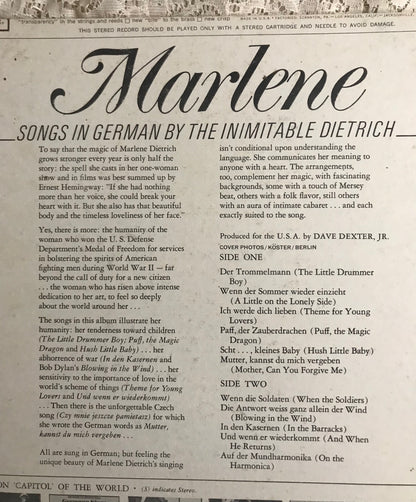 "transparency" in the strings and needs ☐ new "bite" to the brass ☐ new crisp
MADE IN U.S.A. • FACTORIES: SCRANTON, PA.—LOS ANGELES, CALIF.—JACKSONV
THIS STEREO RECORD SHOULD BE PLAYED ONLY WITH A STEREO CARTRIDGE AND NEEDLE TO AVOID DAMAGE.
Marlene
SONGS IN GERMAN BY THE INIMITABLE DIETRICH
To say that the magic of Marlene Dietrich
grows stronger every year is only half the
story; the spell she casts in her one-woman
show and in films was best summed up by
Ernest Hemingway: "If she had nothing
more than her voice, she could break your
heart with it. But she also has that beautiful
body and the timeless loveliness of her face."
Yes, there is more: the humanity of the
woman who won the U. S. Defense
Department's Medal of Freedom for services
in bolstering the spirits of American
fighting men during World War II — far
beyond the call of duty for a new citizen
. . . the woman who has risen above intense
dedication to her art, to feel so deeply
about the world around her . . .
The songs in this album illustrate her
humanity: her tenderness toward children
(The Little Drummer Boy; Puff, the Magic
Dragon and Hush Little Baby) . . . her
abhorrence of war (In den Kasernen and
Bob Dylan's Blowing in the Wind) . . . her
sensitivity to the importance of love in the
world's scheme of things (Theme for Young
Lovers and Und wenn er wiederkommt)
. . . Then there is the unforgettable Czech
song (Czy mnie jeszcze pamietasz) for which
she wrote the German words as Mutter,
kannst du mich vergeben . . .
All are sung in German; but feeling the
unique beauty of Marlene Dietrich's singing
isn't conditional upon understanding the
language. She communicates her meaning to
anyone with a heart. The arrangements,
too, complement her magic, with fascinating
backgrounds, some with a touch of Mersey
beat, others with a folk flavor, still others
with an aura of intimate cabaret . . . and each
exactly suited to the song.
Produced for the U.S.A. by DAVE DEXTER, JR.
COVER PHOTOS/KÖSTER/BERLIN
SIDE ONE
Der Trommelmann (The Little Drummer
Boy)
Wenn der Sommer wieder einzieht
(A Little on the Lonely Side)
Ich werde dich lieben (Theme for Young
Lovers)
Paff, der Zauberdrachen (Puff, the Magic
Dragon)
Scht . . . , kleines Baby (Hush Little Baby)
Mutter, kannst du mich vergeben
(Mother, Can You Forgive Me)
SIDE TWO
Wenn die Soldaten (When the Soldiers)
Die Antwort weiss ganz allein der Wind
(Blowing in the Wind)
In den Kasernen (In the Barracks)
Und wenn er wiederkommt (And When
He Returns)
Auf der Mundharmonika (On the
Harmonica)
ON 'CAPITOL' OF THE WORLD • (S) indicates Stereo.